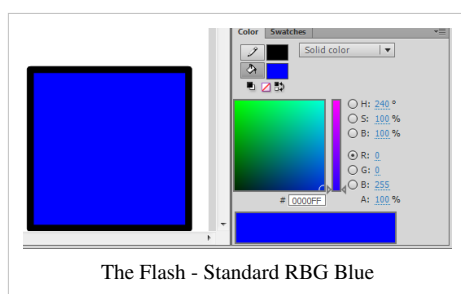 Color Swatches
Solid color
H: 240 °
S: 100 %
B: 100 %
R: 0
G: 0
B: 255
# 0000FF A: 100 %
The Flash - Standard RBG Blue